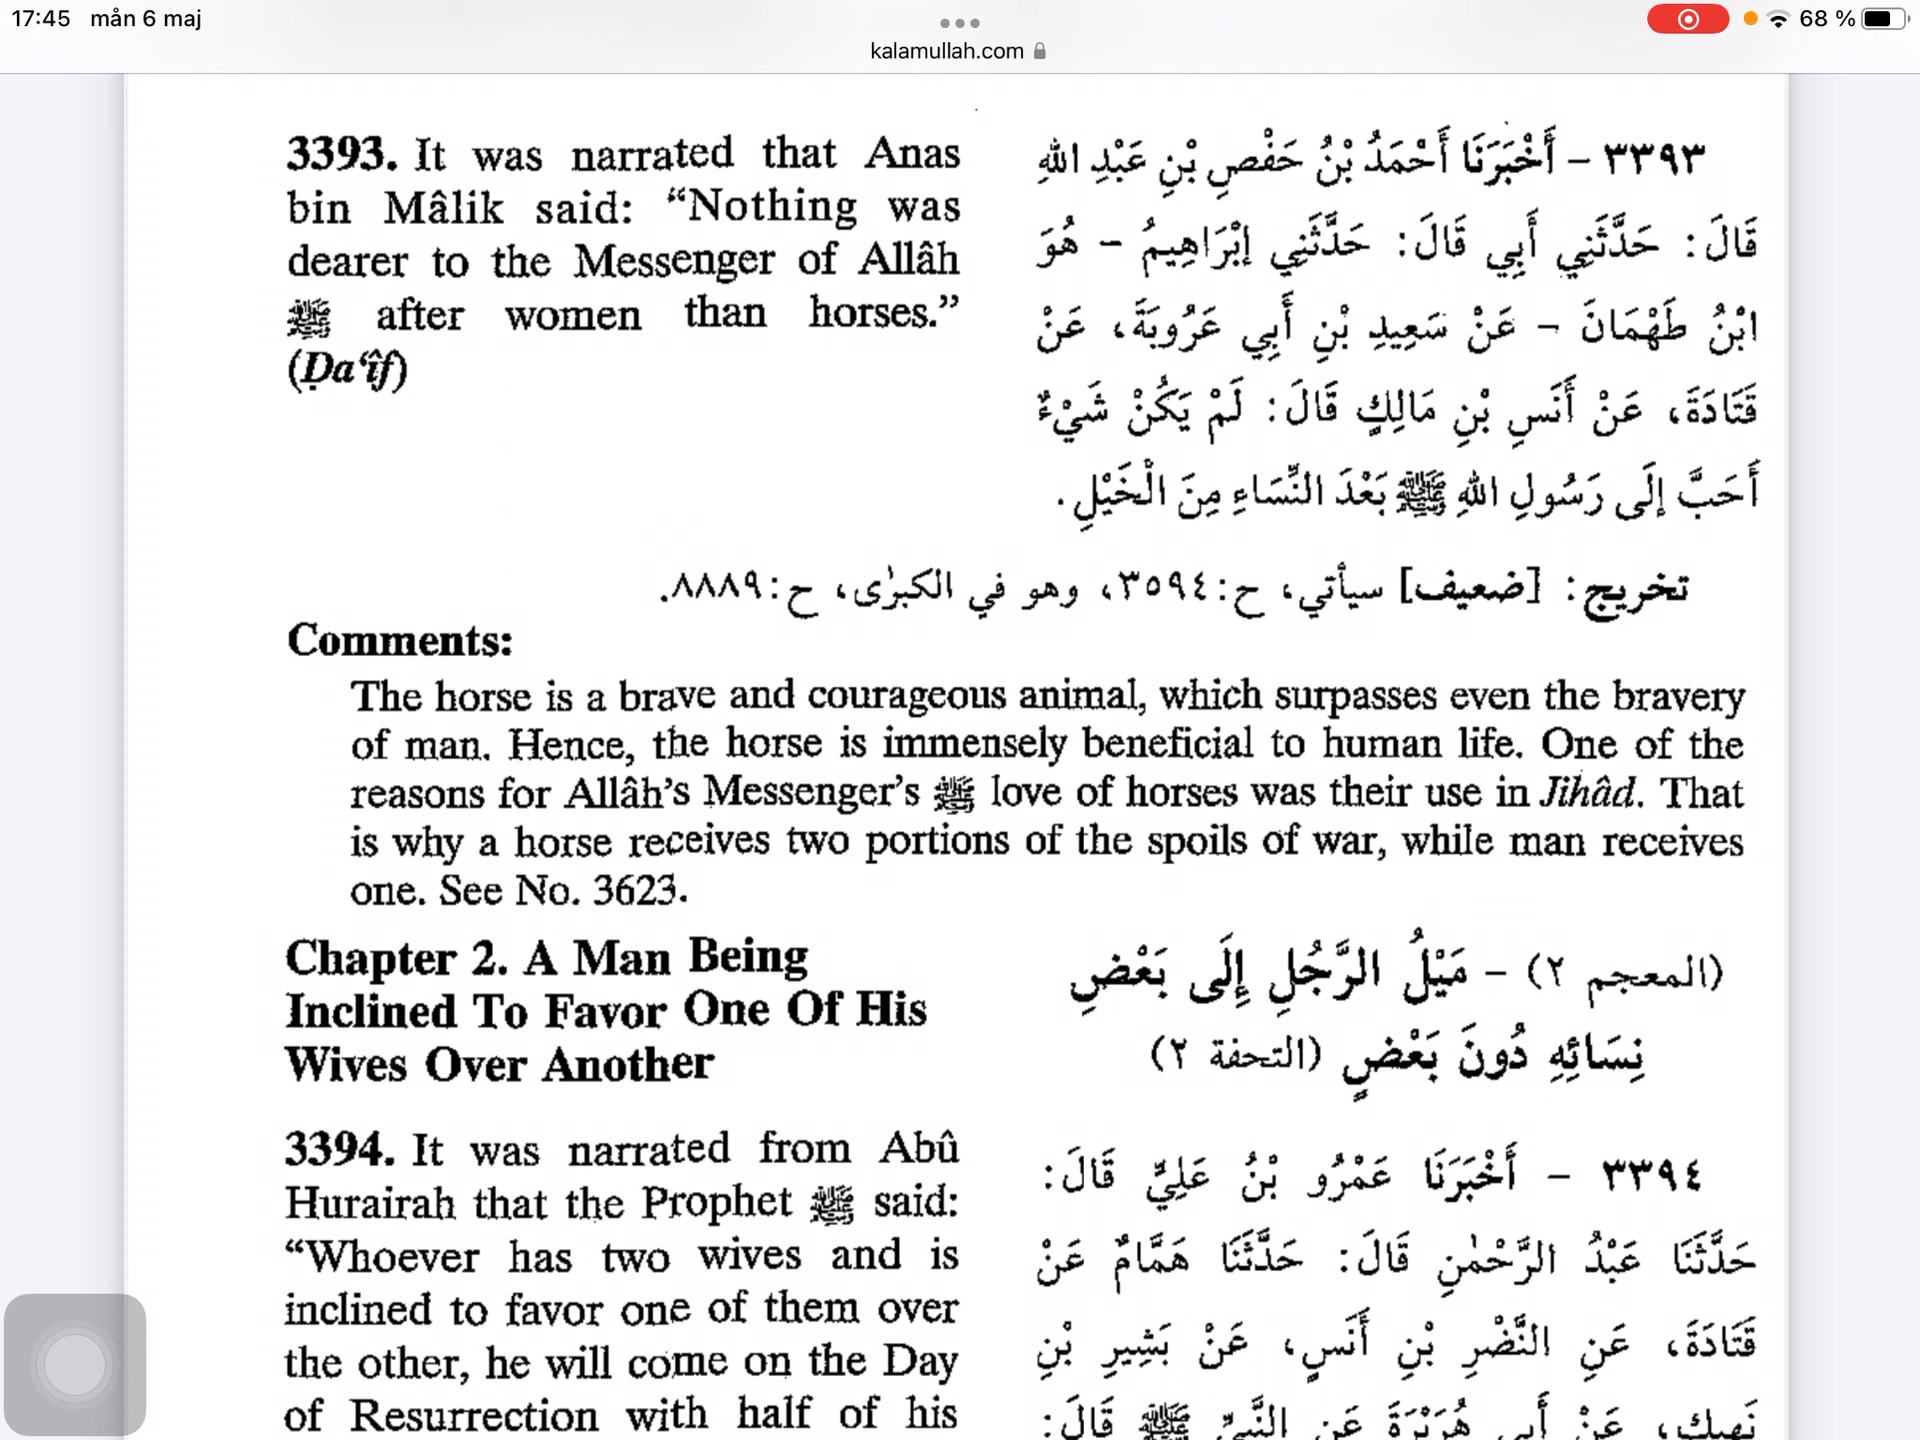 17:45 mån 6 maj
68 %
kalamullah.com
3393. It was narrated that Anas
bin Mâlik said: “Nothing was
dearer to the Messenger of Allâh
ﷺ after women than horses.”
(Ḍa‘îf)
٣٣٩٣ – أَخْبَرَنَا أَحْمَدُ بْنُ حَفْصِ بْنِ عَبْدِ اللهِ
قَالَ: حَدَّثَنِي أَبِي قَالَ: حَدَّثَنِي إِبْرَاهِيمُ – هُوَ
ابْنُ طَهْمَانَ – عَنْ سَعِيدِ بْنِ أَبِي عَرُوبَةَ، عَنْ
قَتَادَةَ، عَنْ أَنَسِ بْنِ مَالِكٍ قَالَ: لَمْ يَكُنْ شَيْءٌ
أَحَبَّ إِلَى رَسُولِ اللهِ ﷺ بَعْدَ النِّسَاءِ مِنَ الْخَيْلِ.
تخريج: [ضعيف] سيأتي، ح:٣٥٩٤، وهو في الكبرٰى، ح:٨٨٨٩.
Comments:
The horse is a brave and courageous animal, which surpasses even the bravery
of man. Hence, the horse is immensely beneficial to human life. One of the
reasons for Allâh’s Messenger’s ﷺ love of horses was their use in Jihâd. That
is why a horse receives two portions of the spoils of war, while man receives
one. See No. 3623.
Chapter 2. A Man Being
Inclined To Favor One Of His
Wives Over Another
(المعجم ٢) – مَيْلُ الرَّجُلِ إِلَى بَعْضِ
نِسَائِهِ دُونَ بَعْضٍ (التحفة ٢)
3394. It was narrated from Abû
Hurairah that the Prophet ﷺ said:
“Whoever has two wives and is
inclined to favor one of them over
the other, he will come on the Day
of Resurrection with half of his
٣٣٩٤ – أَخْبَرَنَا عَمْرُو بْنُ عَلِيٍّ قَالَ:
حَدَّثَنَا عَبْدُ الرَّحْمٰنِ قَالَ: حَدَّثَنَا هَمَّامٌ عَنْ
قَتَادَةَ، عَنِ النَّضْرِ بْنِ أَنَسٍ، عَنْ بَشِيرِ بْنِ
نَهِيكٍ، عَنْ أَبِي هُرَيْرَةَ عَنِ النَّبِيِّ ﷺ قَالَ: